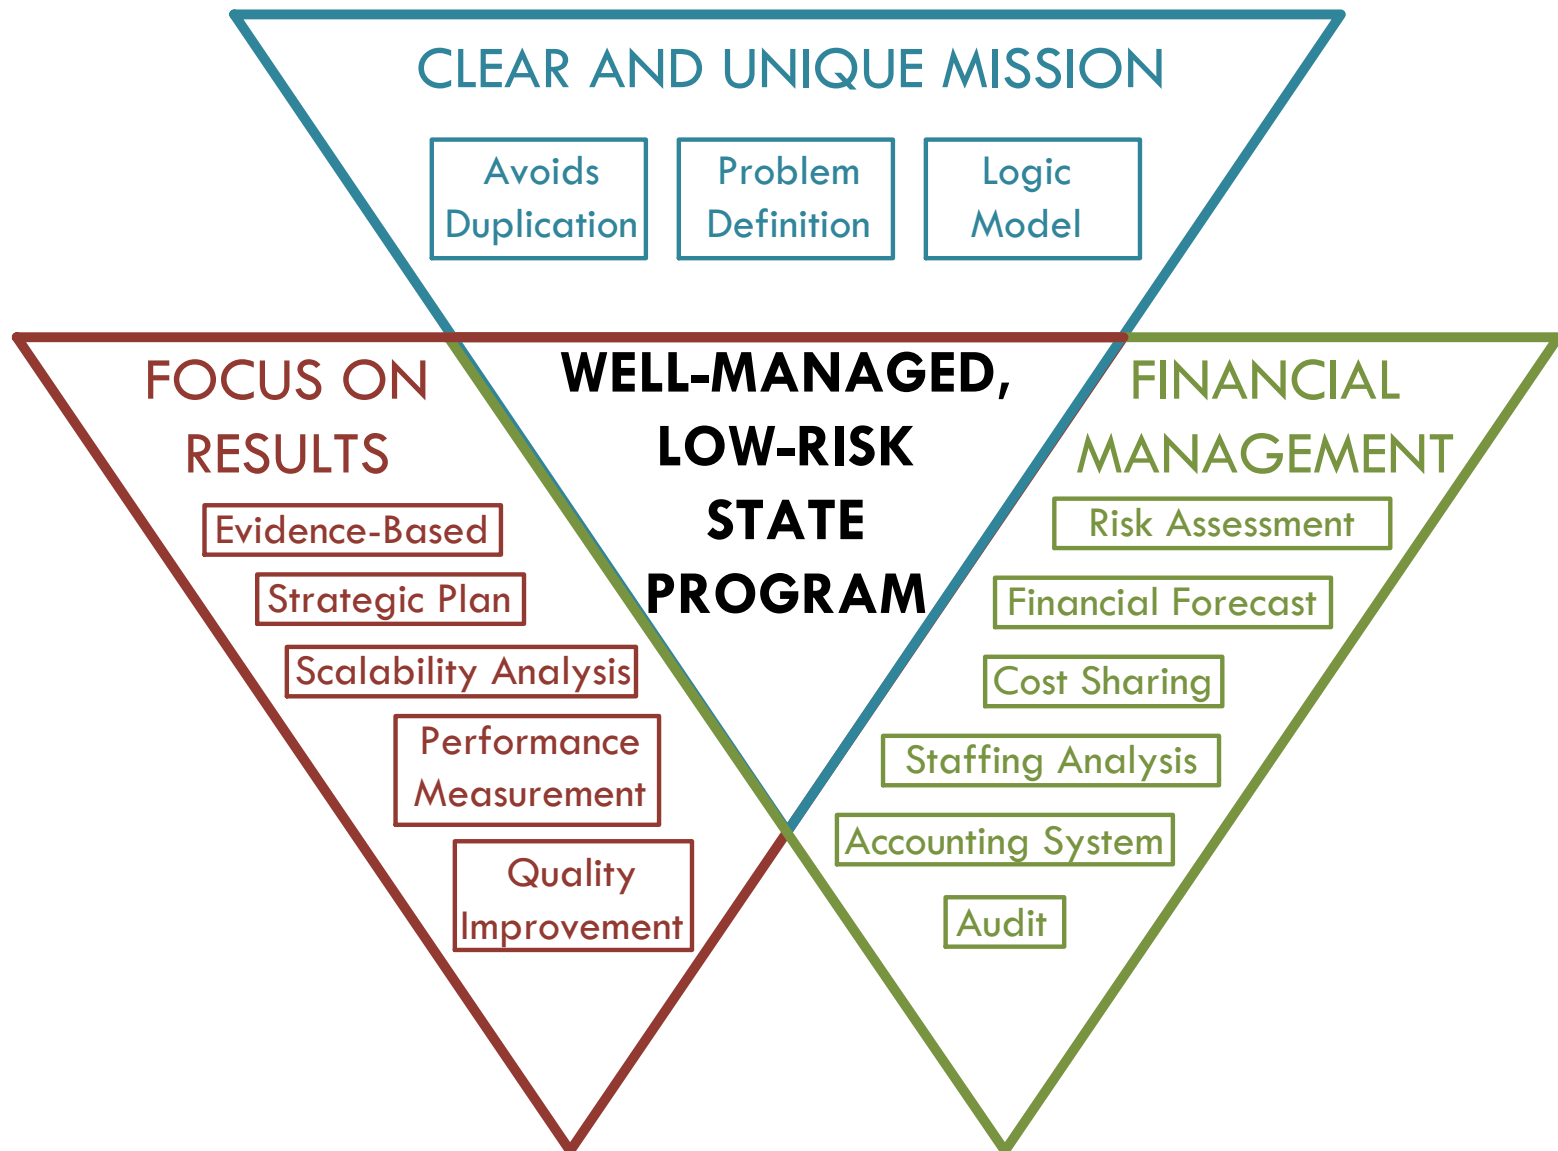 CLEAR AND UNIQUE MISSION
Avoids
Duplication
Problem
Definition
Logic
Model
FOCUS ON
RESULTS
Evidence-Based
Strategic Plan
Scalability Analysis
Performance
Measurement
Quality
Improvement
WELL-MANAGED,
LOW-RISK
STATE
PROGRAM
FINANCIAL
MANAGEMENT
Risk Assessment
Financial Forecast
Cost Sharing
Staffing Analysis
Accounting System
Audit